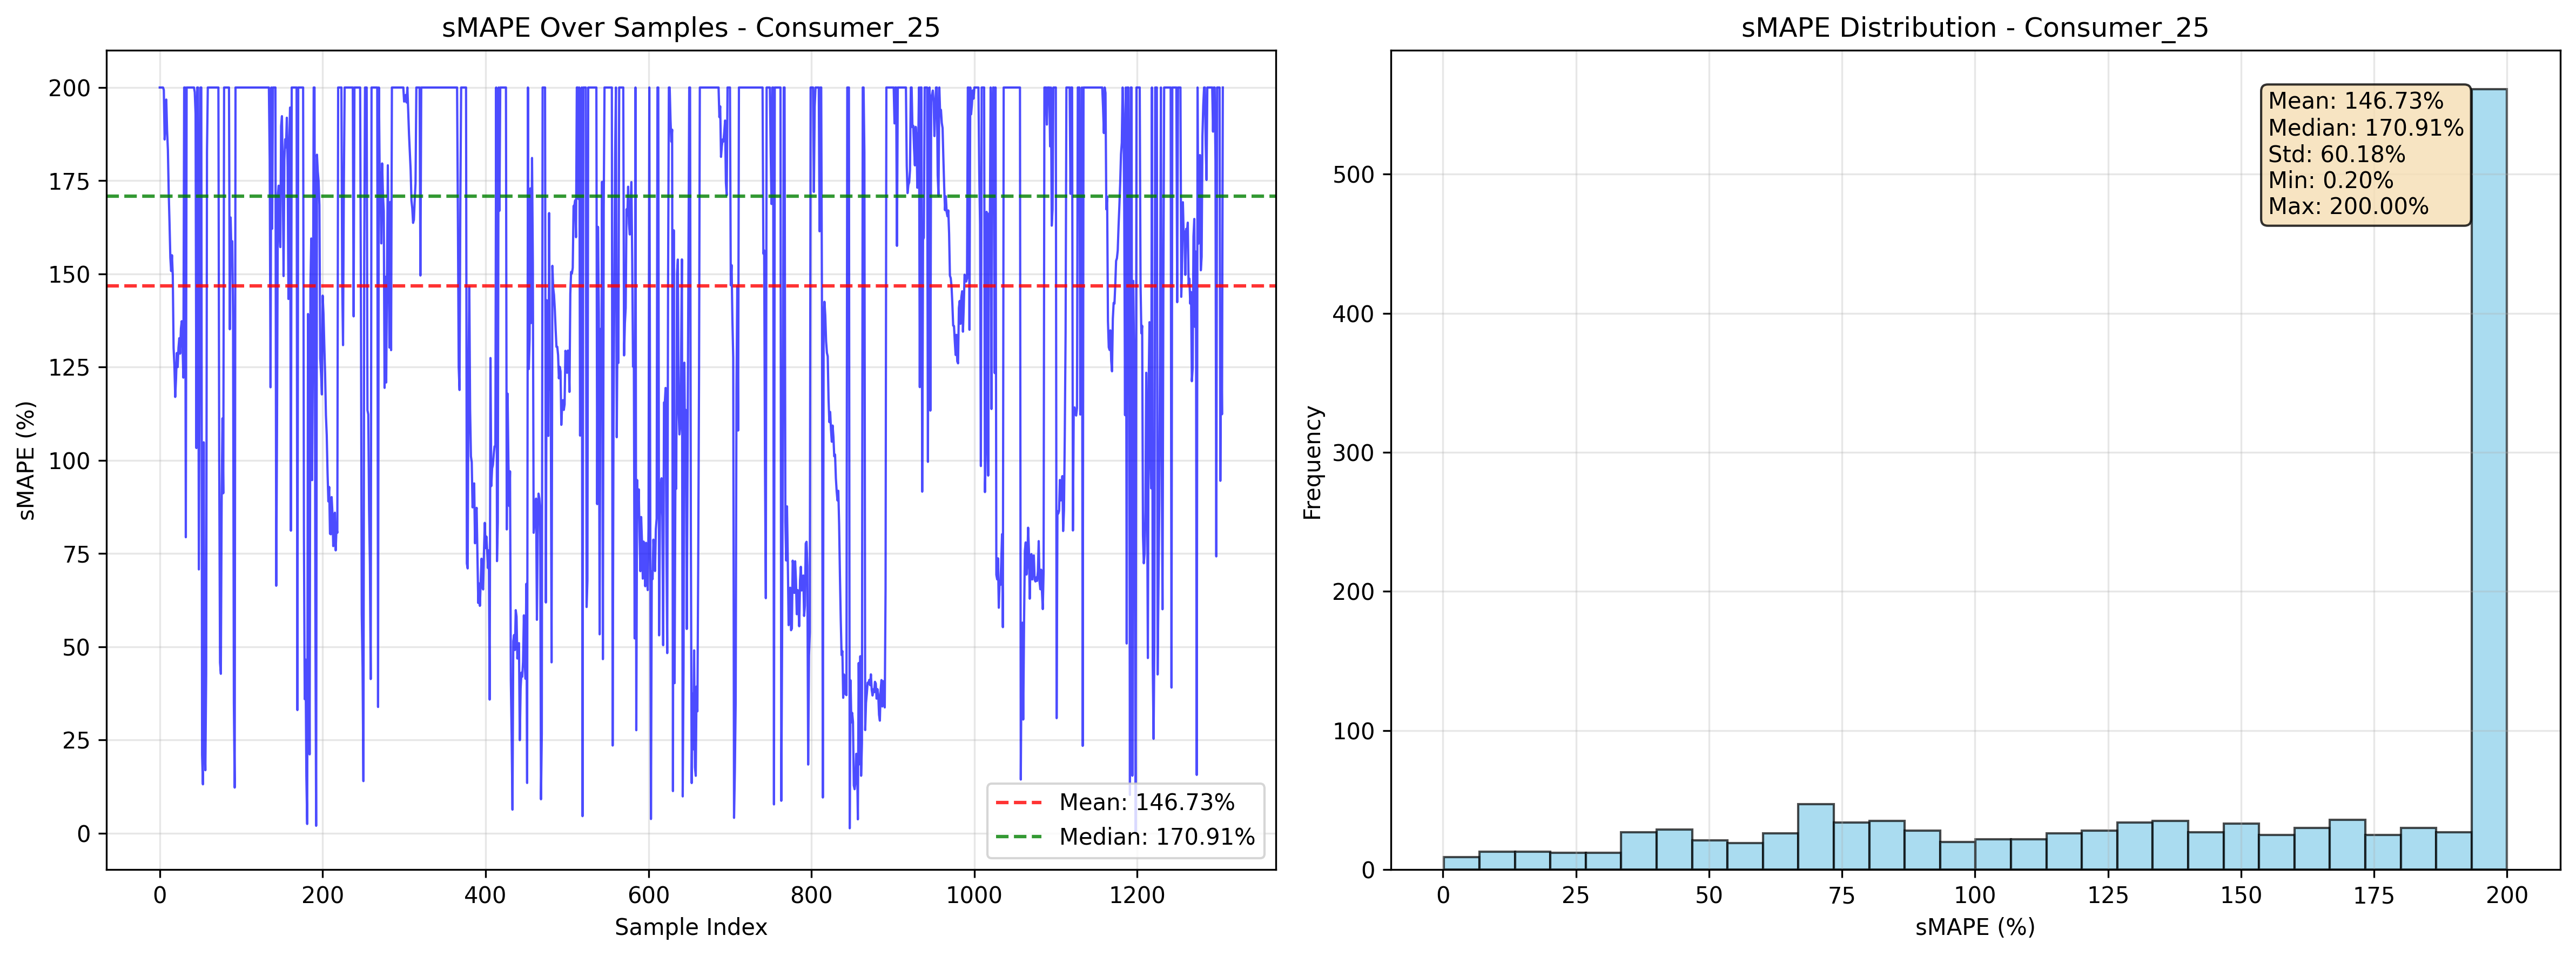 sMAPE Over Samples - Consumer_25
200
175
150
125
100
75
50
25
0
sMAPE (%)
0 200 400 600 800 1000 1200
Sample Index
Mean: 146.73%
Median: 170.91%
sMAPE Distribution - Consumer_25
500
400
300
200
100
0
Frequency
0 25 50 75 100 125 150 175 200
sMAPE (%)
Mean: 146.73%
Median: 170.91%
Std: 60.18%
Min: 0.20%
Max: 200.00%